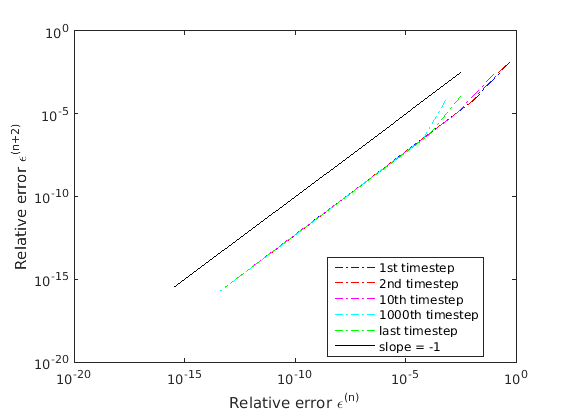 10^0
10^-5
10^-10
10^-15
10^-20
Relative error ϵ^(n+2)
1st timestep
2nd timestep
10th timestep
1000th timestep
last timestep
slope = -1
10^-20
10^-15
10^-10
10^-5
10^0
Relative error ϵ^(n)